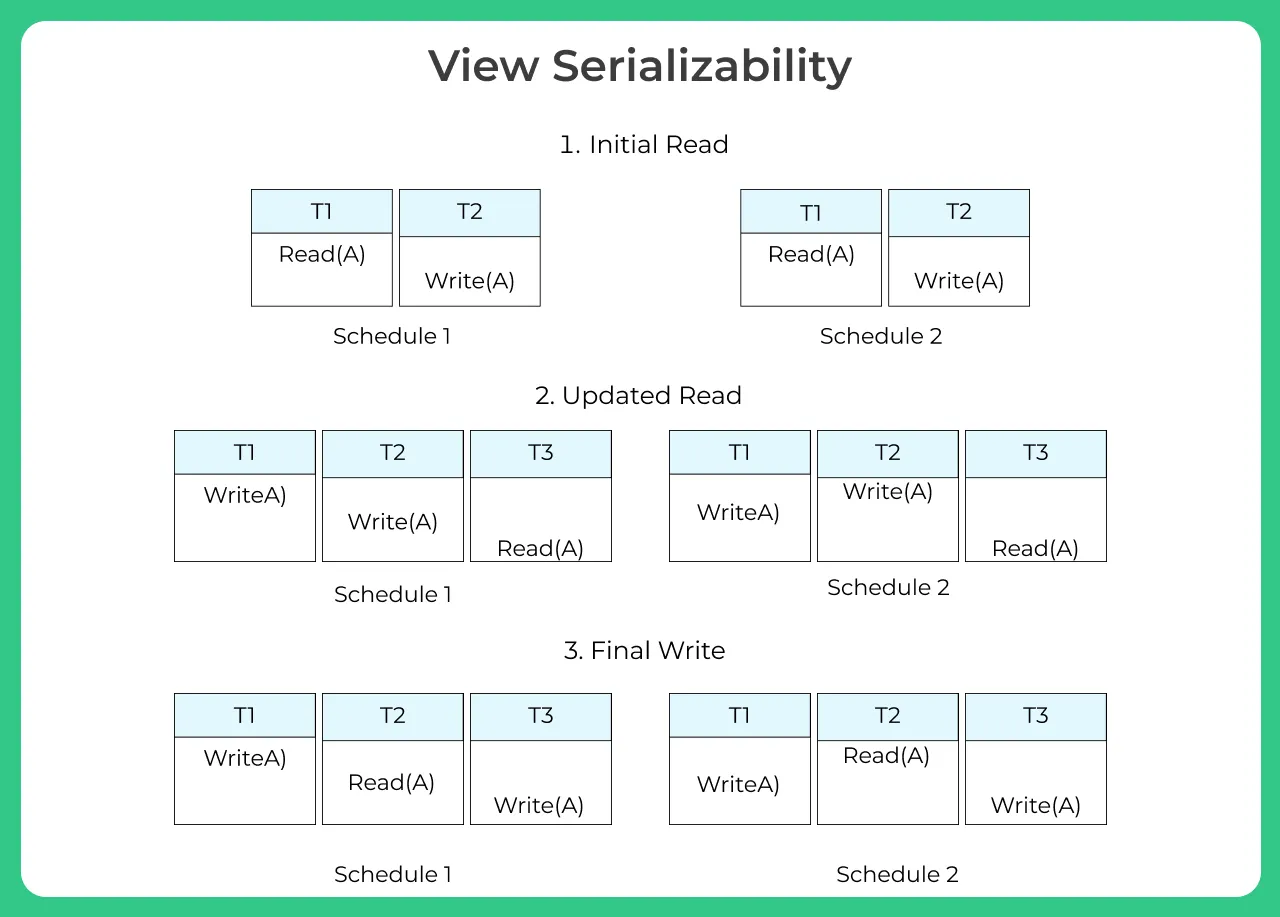 View Serializability
1. Initial Read
T1 T2
Read(A)
Write(A)
Schedule 1
T1 T2
Read(A)
Write(A)
Schedule 2
2. Updated Read
T1 T2 T3
WriteA)
Write(A)
Read(A)
Schedule 1
T1 T2 T3
Write(A)
WriteA)
Read(A)
Schedule 2
3. Final Write
T1 T2 T3
WriteA)
Read(A)
Write(A)
Schedule 1
T1 T2 T3
Read(A)
WriteA)
Write(A)
Schedule 2